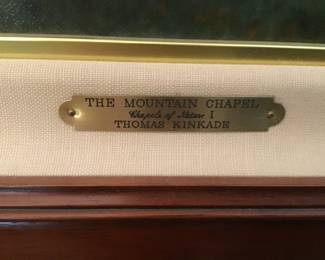 THE MOUNTAIN CHAPEL
Chapels of Nature I
THOMAS KINKADE